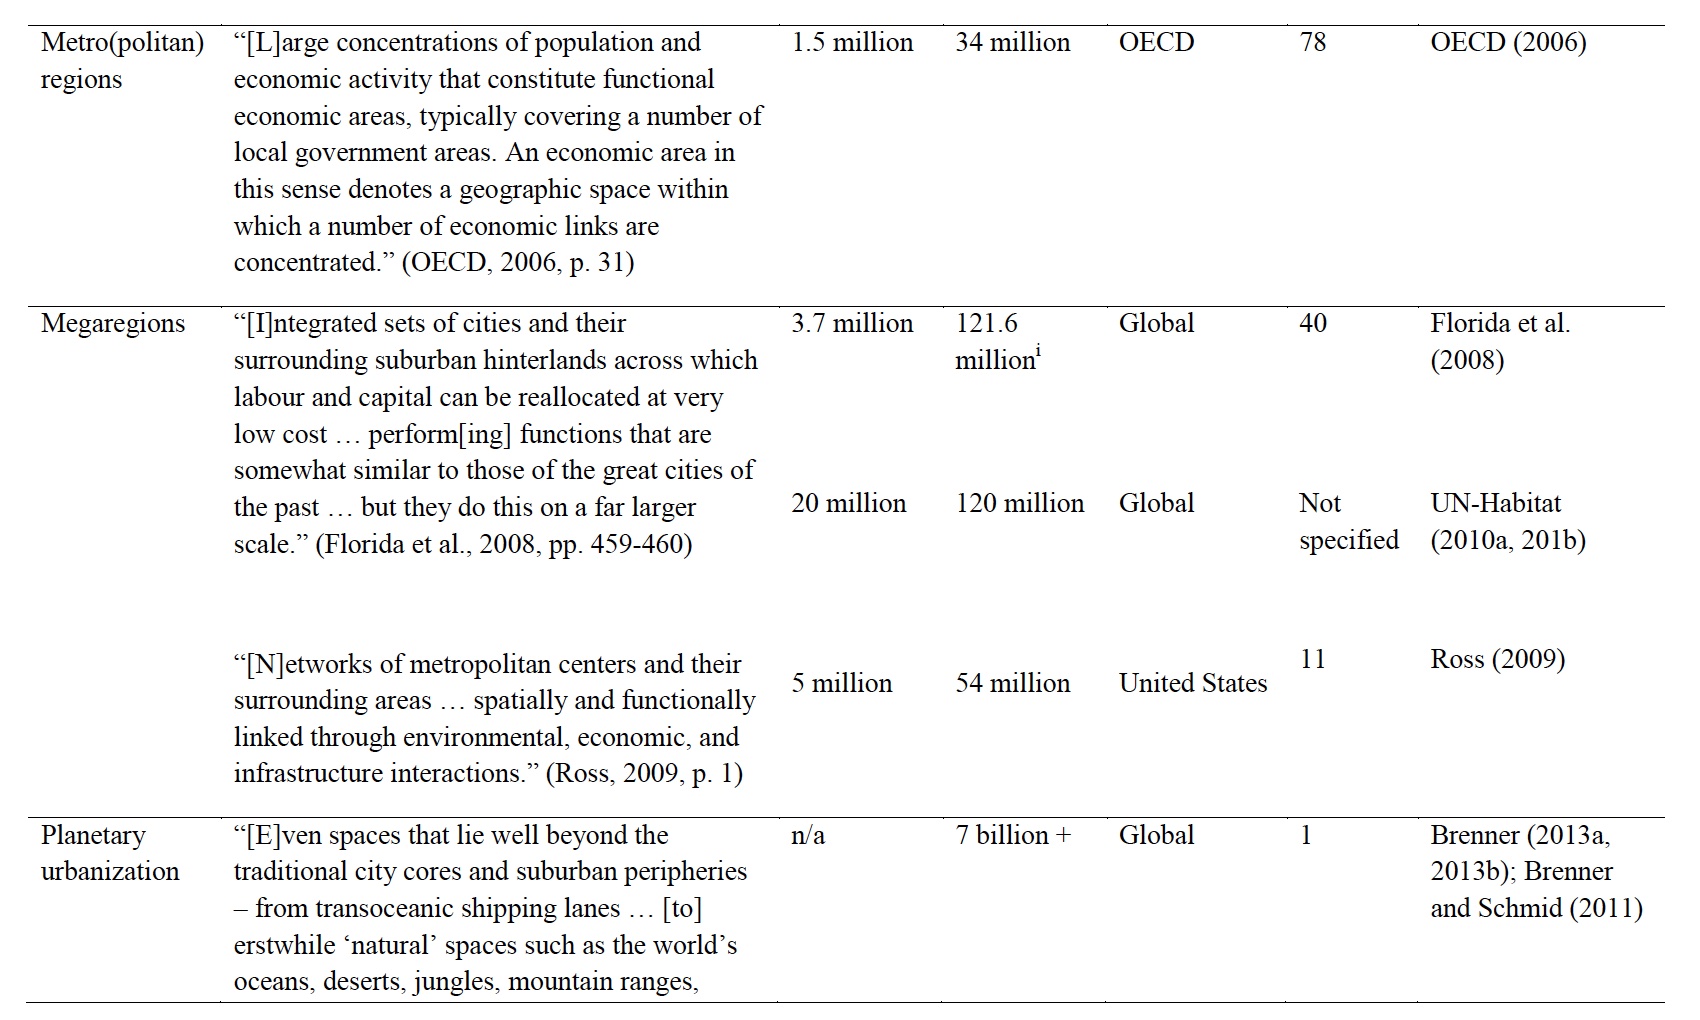 Metro(politan)
regions
“[L]arge concentrations of population and
economic activity that constitute functional
economic areas, typically covering a number of
local government areas. An economic area in
this sense denotes a geographic space within
which a number of economic links are
concentrated.” (OECD, 2006, p. 31)
1.5 million
34 million
OECD
78
OECD (2006)
Megaregions
“[I]ntegrated sets of cities and their
surrounding suburban hinterlands across which
labour and capital can be reallocated at very
low cost … perform[ing] functions that are
somewhat similar to those of the great cities of
the past … but they do this on a far larger
scale.” (Florida et al., 2008, pp. 459-460)
3.7 million
121.6
millionⁱ
Global
40
Florida et al.
(2008)
20 million
120 million
Global
Not
specified
UN-Habitat
(2010a, 201b)
“[N]etworks of metropolitan centers and their
surrounding areas … spatially and functionally
linked through environmental, economic, and
infrastructure interactions.” (Ross, 2009, p. 1)
5 million
54 million
United States
11
Ross (2009)
Planetary
urbanization
“[E]ven spaces that lie well beyond the
traditional city cores and suburban peripheries
– from transoceanic shipping lanes … [to]
erstwhile ‘natural’ spaces such as the world’s
oceans, deserts, jungles, mountain ranges,
n/a
7 billion +
Global
1
Brenner (2013a,
2013b); Brenner
and Schmid (2011)